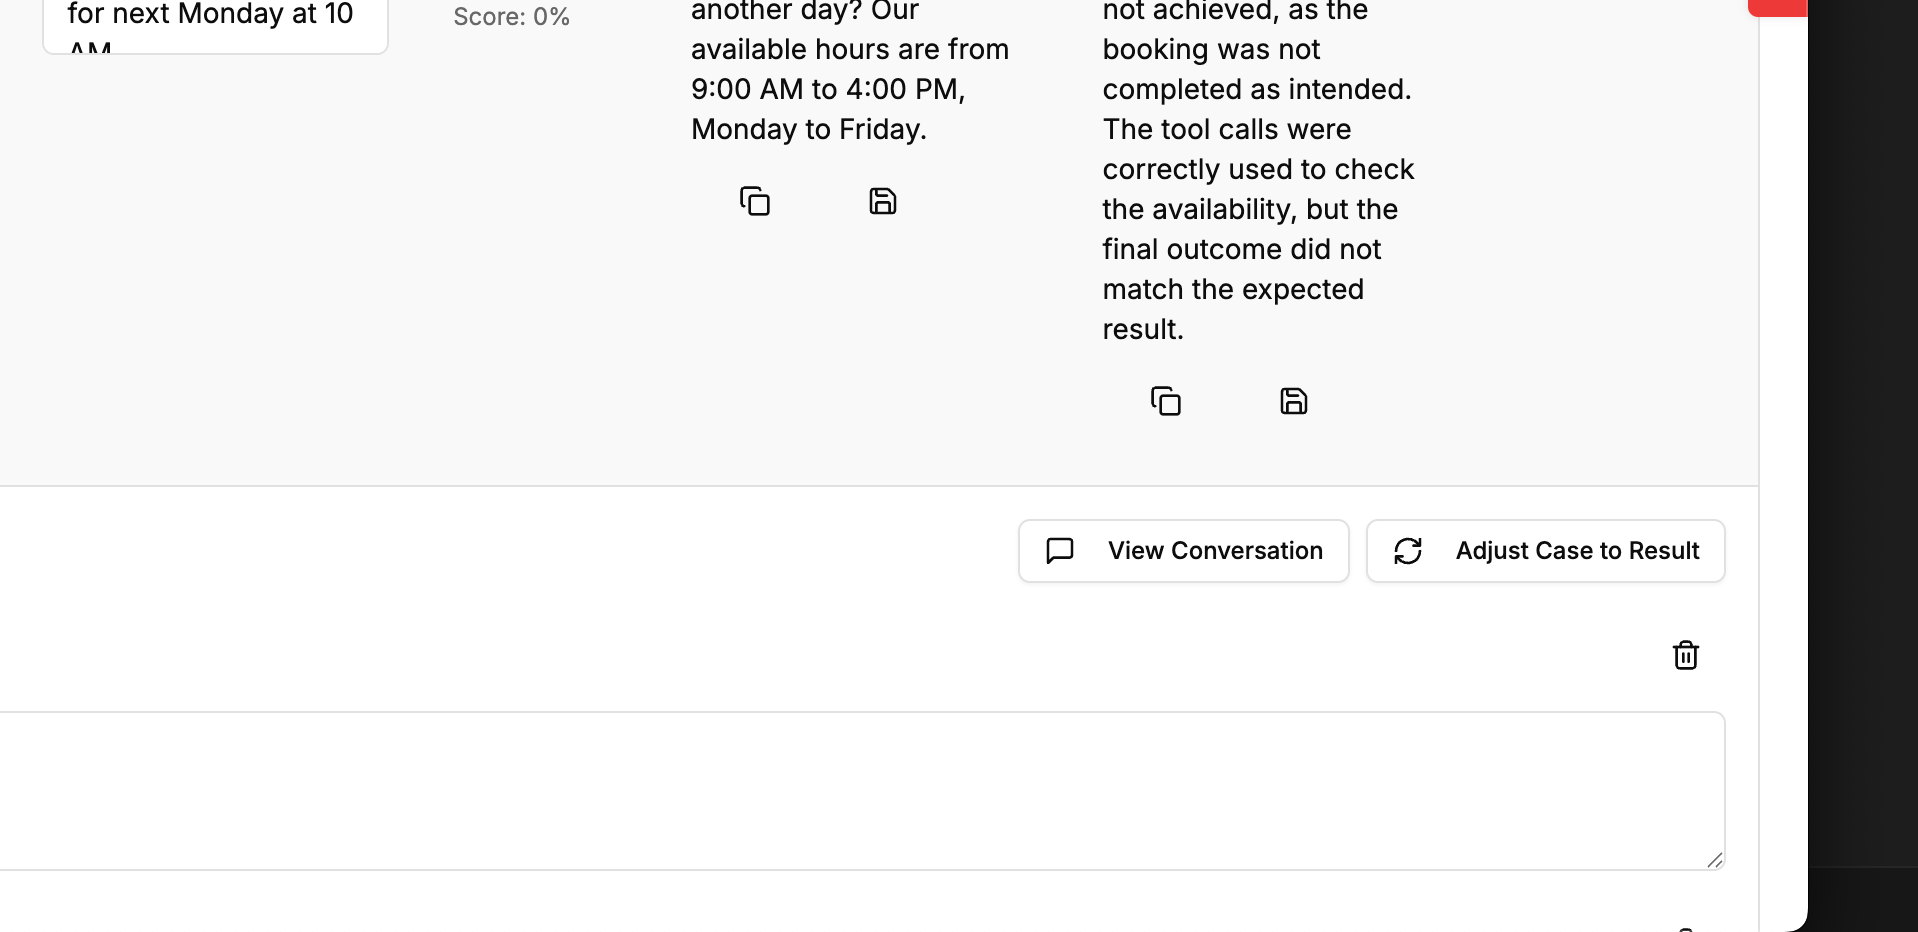 for next Monday at 10
AM
Score: 0%
another day? Our
available hours are from
9:00 AM to 4:00 PM,
Monday to Friday.
not achieved, as the
booking was not
completed as intended.
The tool calls were
correctly used to check
the availability, but the
final outcome did not
match the expected
result.
View Conversation
Adjust Case to Result